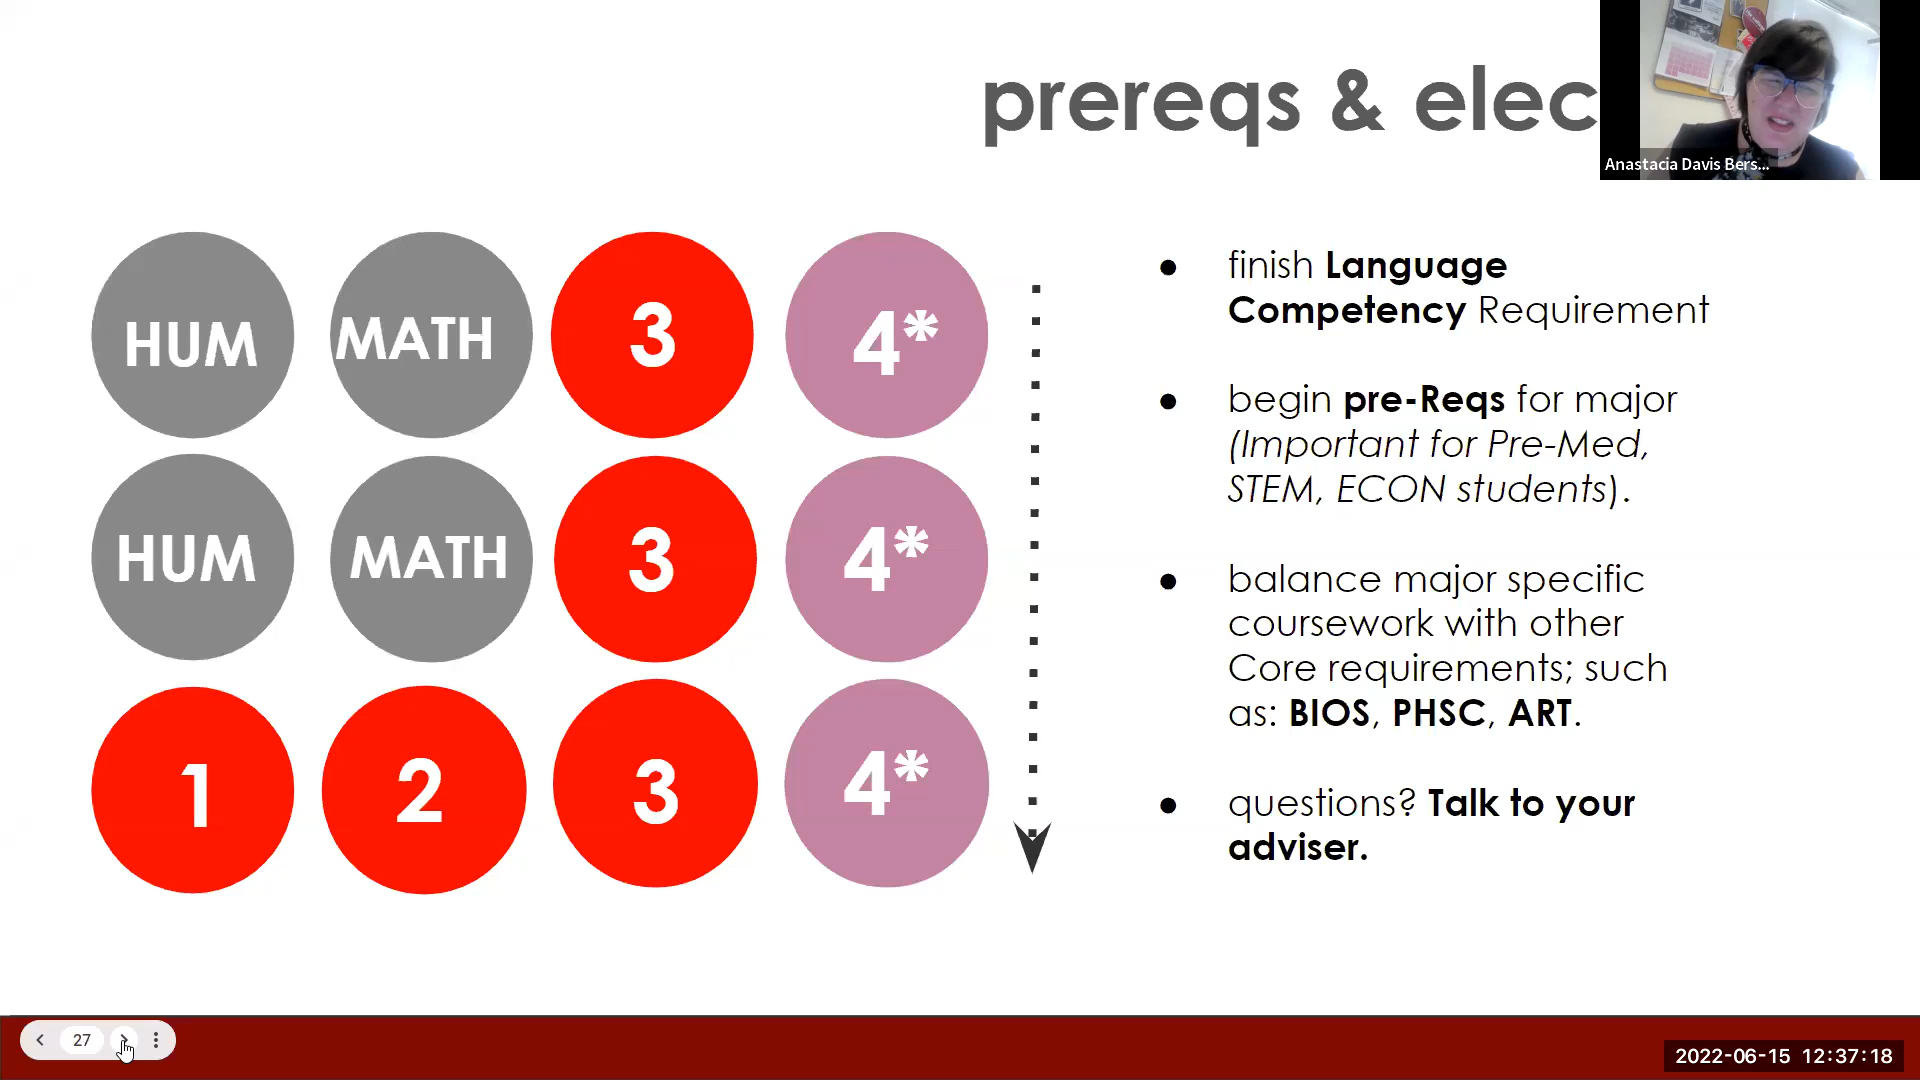 prereqs & elec
Anastacia Davis Bers...
HUM MATH 3 4*
HUM MATH 3 4*
1 2 3 4*
● finish Language
Competency Requirement
● begin pre-Reqs for major
(Important for Pre-Med,
STEM, ECON students).
● balance major specific
coursework with other
Core requirements; such
as: BIOS, PHSC, ART.
● questions? Talk to your
adviser.
27
2022-06-15 12:37:18